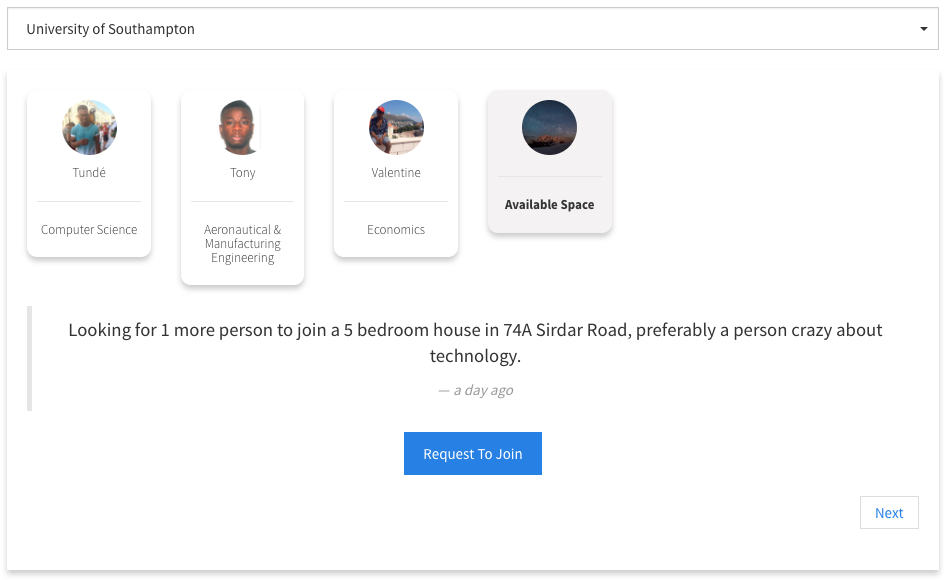 University of Southampton
Tundé
Computer Science
Tony
Aeronautical &
Manufacturing
Engineering
Valentine
Economics
Available Space
Looking for 1 more person to join a 5 bedroom house in 74A Sirdar Road, preferably a person crazy about
technology.
— a day ago
Request To Join
Next